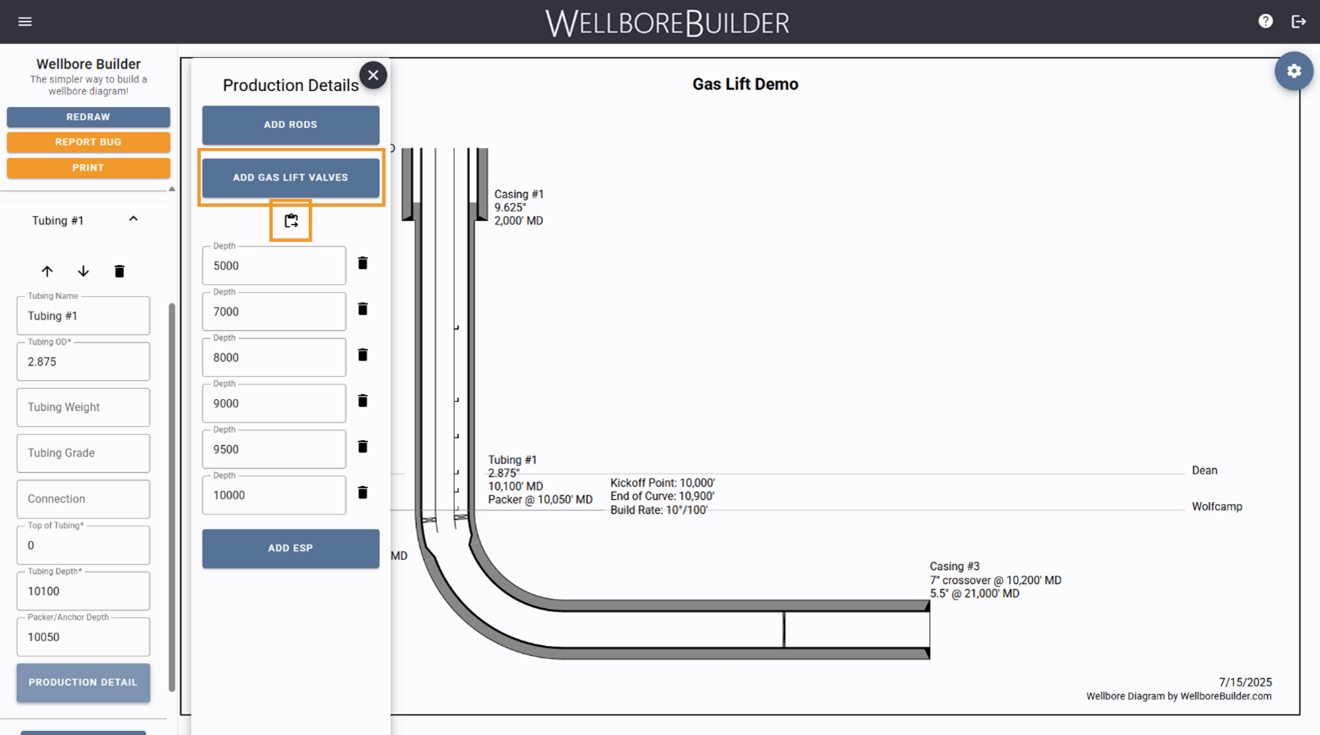 WELLBOREBUILDER
Wellbore Builder
The simpler way to build a
wellbore diagram!
REDRAW
REPORT BUG
PRINT
Tubing #1
Tubing Name
Tubing #1
Tubing OD*
2.875
Tubing Weight
Tubing Grade
Connection
Top of Tubing*
0
Tubing Depth*
10100
Packer/Anchor Depth
10050
PRODUCTION DETAIL
Production Details
ADD RODS
ADD GAS LIFT VALVES
Depth
5000
Depth
7000
Depth
8000
Depth
9000
Depth
9500
Depth
10000
ADD ESP
Gas Lift Demo
Casing #1
9.625"
2,000' MD
Tubing #1
2.875"
10,100' MD
Packer @ 10,050' MD
Kickoff Point: 10,000'
End of Curve: 10,900'
Build Rate: 10°/100'
Dean
Wolfcamp
MD
Casing #3
7" crossover @ 10,200' MD
5.5" @ 21,000' MD
7/15/2025
Wellbore Diagram by WellboreBuilder.com